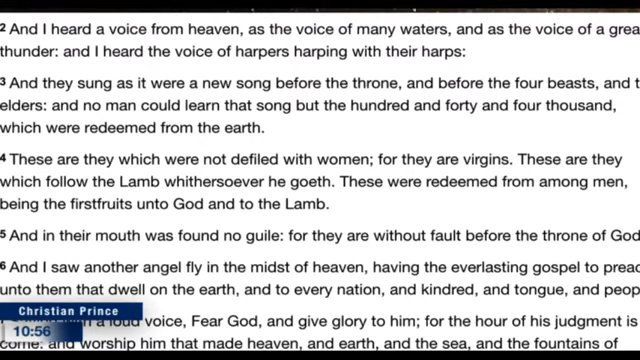 2 And I heard a voice from heaven, as the voice of many waters, and as the voice of a grea
thunder: and I heard the voice of harpers harping with their harps:
3 And they sung as it were a new song before the throne, and before the four beasts, and t
elders: and no man could learn that song but the hundred and forty and four thousand,
which were redeemed from the earth.
4 These are they which were not defiled with women; for they are virgins. These are they
which follow the Lamb whithersoever he goeth. These were redeemed from among men,
being the firstfruits unto God and to the Lamb.
5 And in their mouth was found no guile: for they are without fault before the throne of God
6 And I saw another angel fly in the midst of heaven, having the everlasting gospel to preac
unto them that dwell on the earth, and to every nation, and kindred, and tongue, and peop
a loud voice, Fear God, and give glory to him; for the hour of his judgment is
come: and worship him that made heaven, and earth, and the sea, and the fountains of
Christian Prince
10:56